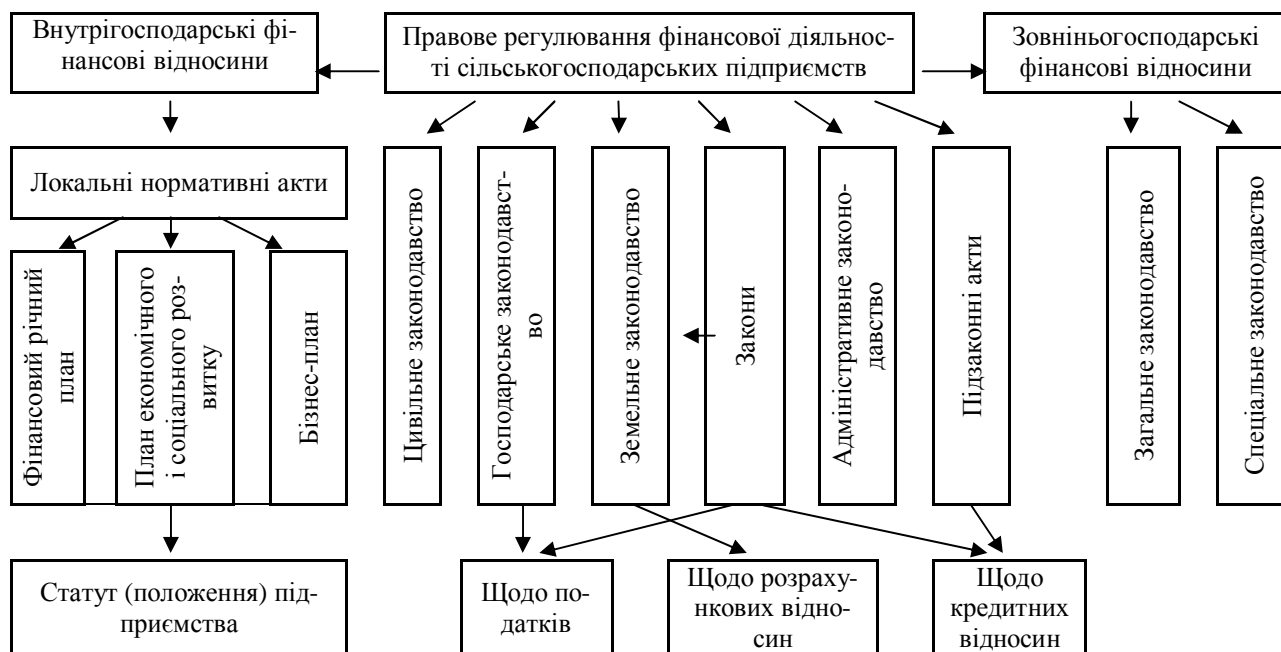 Внутрігосподарські фі-
нансові відносини
Правове регулювання фінансової діяльнос-
ті сільськогосподарських підприємств
Зовніньогосподарські
фінансові відносини
Локальні нормативні акти
Фінансовий річний
план
План економічного
і соціального роз-
витку
Бізнес-план
Цивільне законодавство
Господарське законодавст-
во
Земельне законодавство
Закони
Адміністративне законо-
давство
Підзаконні акти
Загальне законодавство
Спеціальне законодавство
Статут (положення) під-
приємства
Щодо по-
датків
Щодо розраху-
нкових відно-
син
Щодо
кредитних
відносин